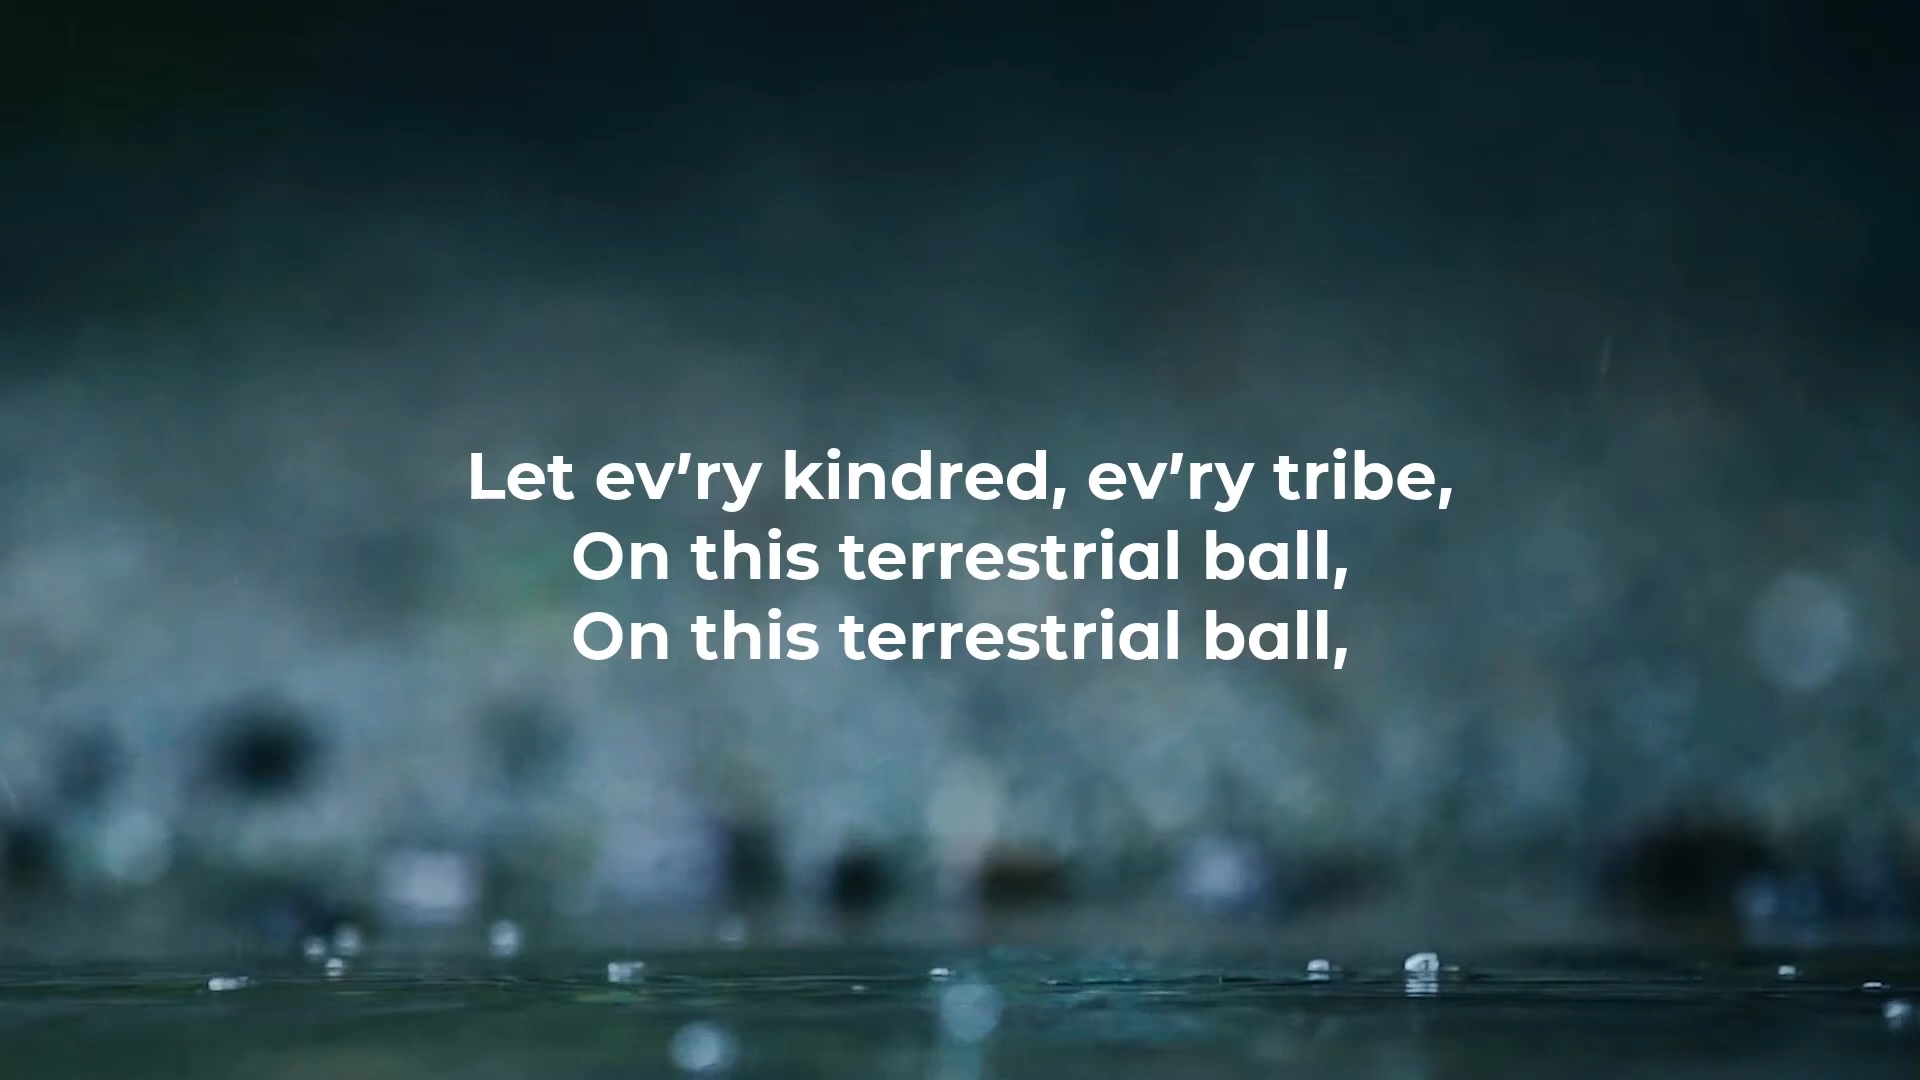 Let ev’ry kindred, ev’ry tribe,
On this terrestrial ball,
On this terrestrial ball,